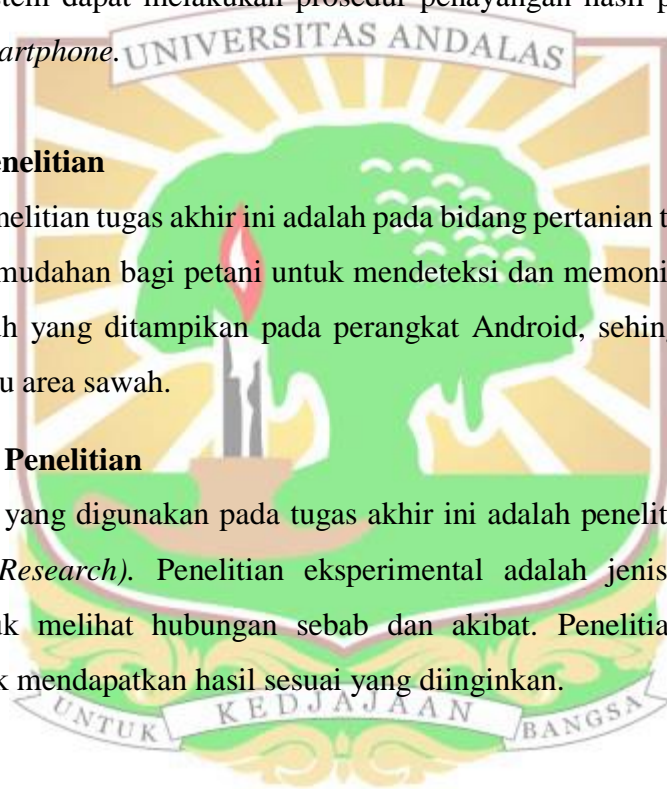 dapat melakukan prosedur penayangan hasil
artphone.
UNIVERSITAS ANDALAS
enelitian
nelitian tugas akhir ini adalah pada bidang pertanian t
mudahan bagi petani untuk mendeteksi dan memoni
h yang ditampikan pada perangkat Android, sehin
u area sawah.
Penelitian
yang digunakan pada tugas akhir ini adalah penelit
Research). Penelitian eksperimental adalah jenis
uk melihat hubungan sebab dan akibat. Penelitia
k mendapatkan hasil sesuai yang diinginkan.
UNTUK KEDJAJAAN BANGSA